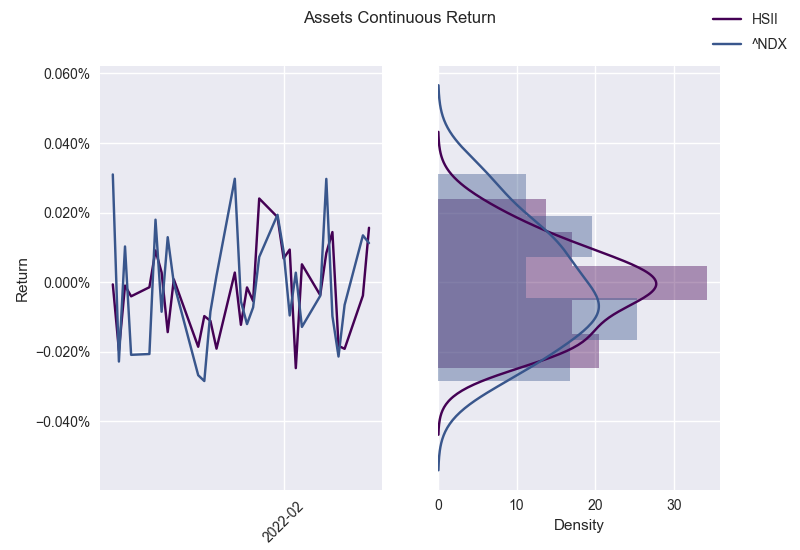 Assets Continuous Return
HSII
^NDX
0.060%
0.040%
0.020%
0.000%
−0.020%
−0.040%
Return
2022-02
0 10 20 30
Density